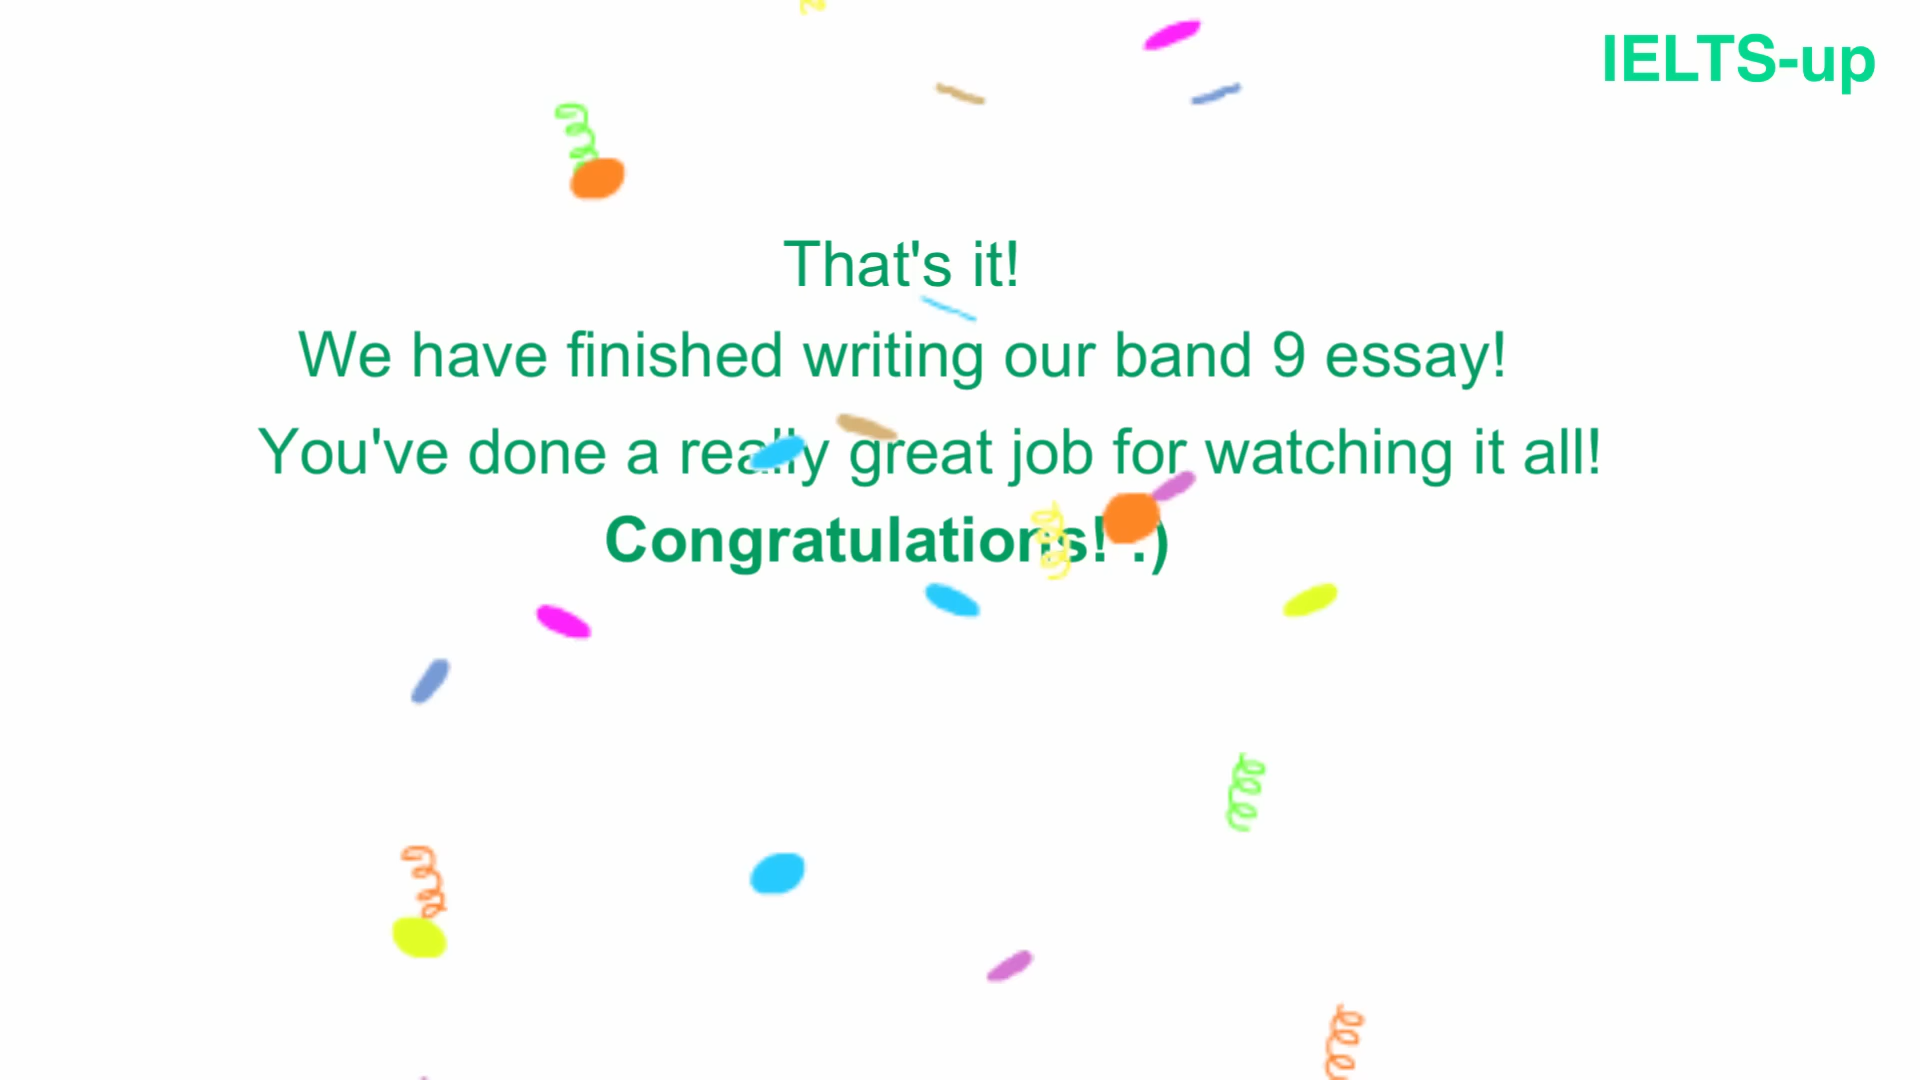 IELTS-up
That's it!
We have finished writing our band 9 essay!
You've done a really great job for watching it all!
Congratulations! :)